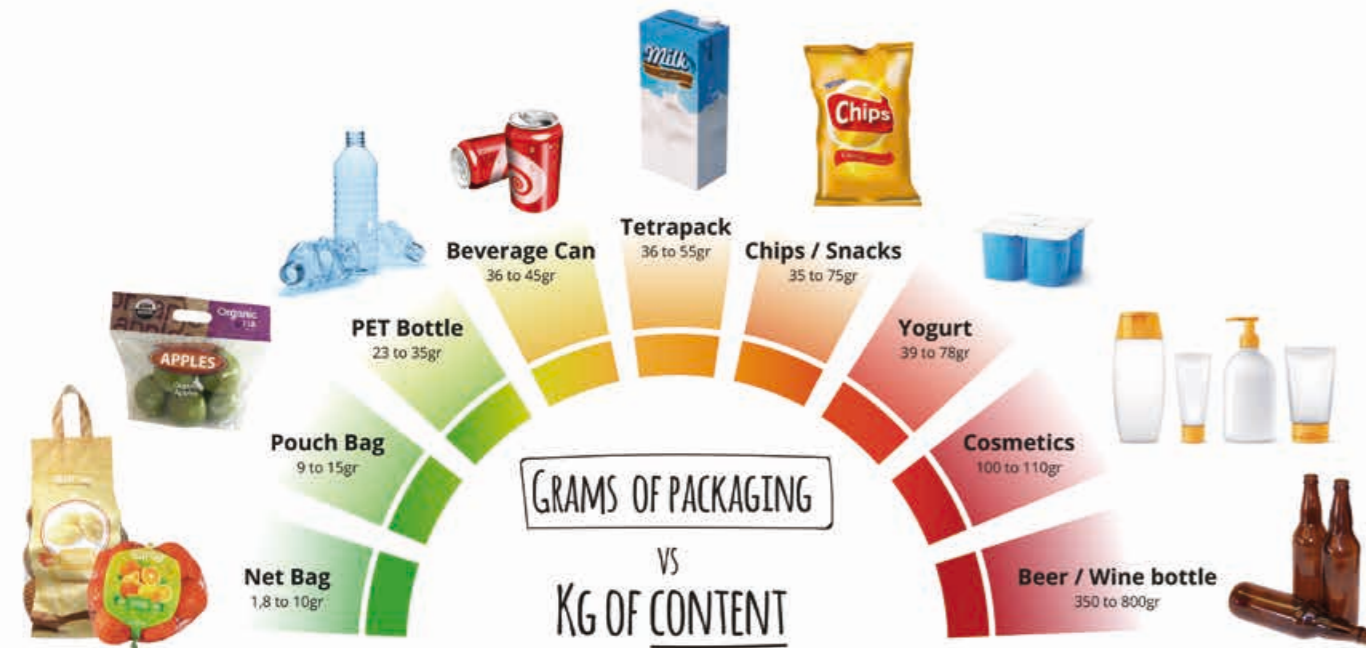 Milk
Chips
Tetrapack
36 to 55gr
Beverage Can
36 to 45gr
Chips / Snacks
35 to 75gr
Organic
APPLES
Organic
Apples
PET Bottle
23 to 35gr
Yogurt
39 to 78gr
Pouch Bag
9 to 15gr
Cosmetics
100 to 110gr
GRAMS OF PACKAGING
VS
KG OF CONTENT
Net Bag
1,8 to 10gr
Beer / Wine bottle
350 to 800gr